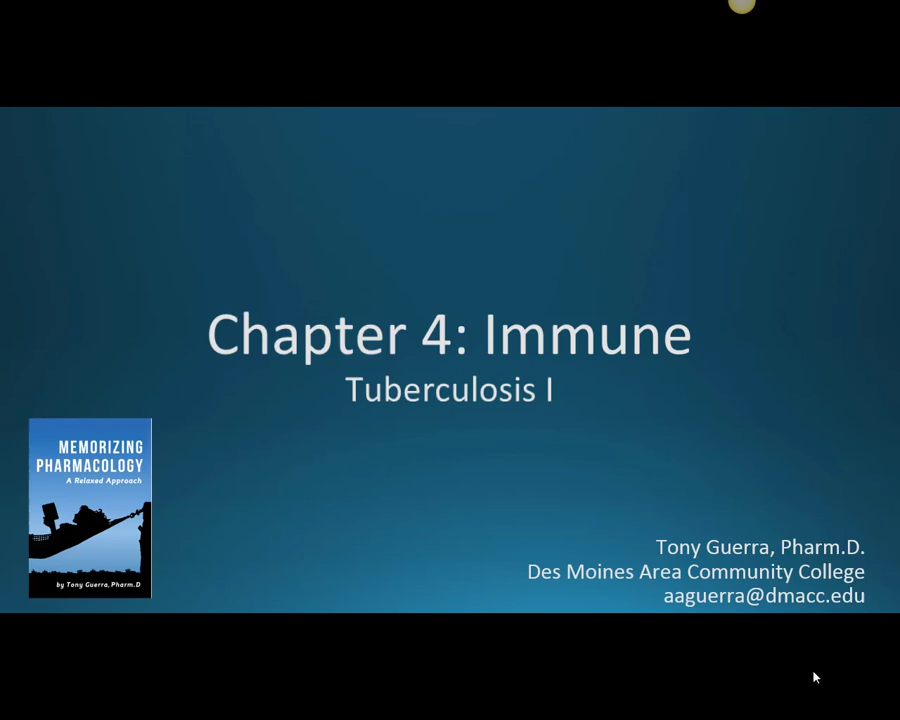 Chapter 4: Immune
Tuberculosis I
MEMORIZING
PHARMACOLOGY
A Relaxed Approach
by Tony Guerra, Pharm.D
Tony Guerra, Pharm.D.
Des Moines Area Community College
aaguerra@dmacc.edu